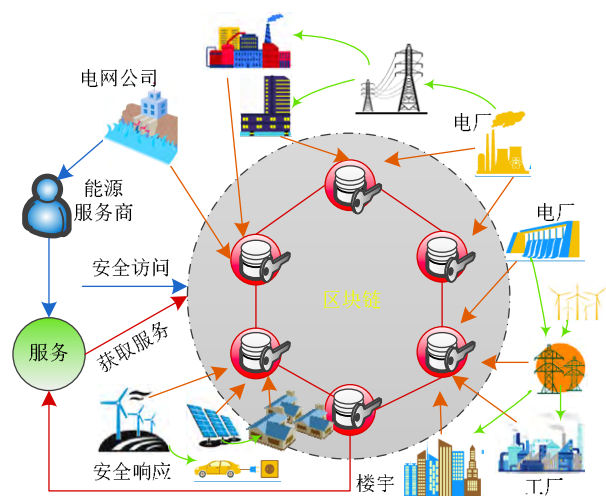 电网公司
电厂
能源
服务商
电厂
安全访问
区块链
服务
获取服务
安全响应
楼宇
工厂